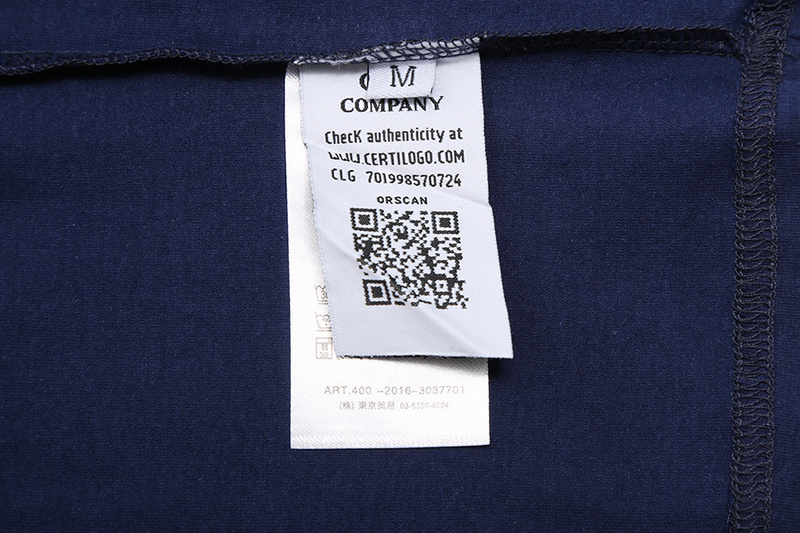 M
COMPANY
ChecK authenticity at
WWW.CERTILOGO.COM
CLG 701998570724
ORSCAN
ART.400 -2016-3037701
(株) 東京貿易 03-5350-4524